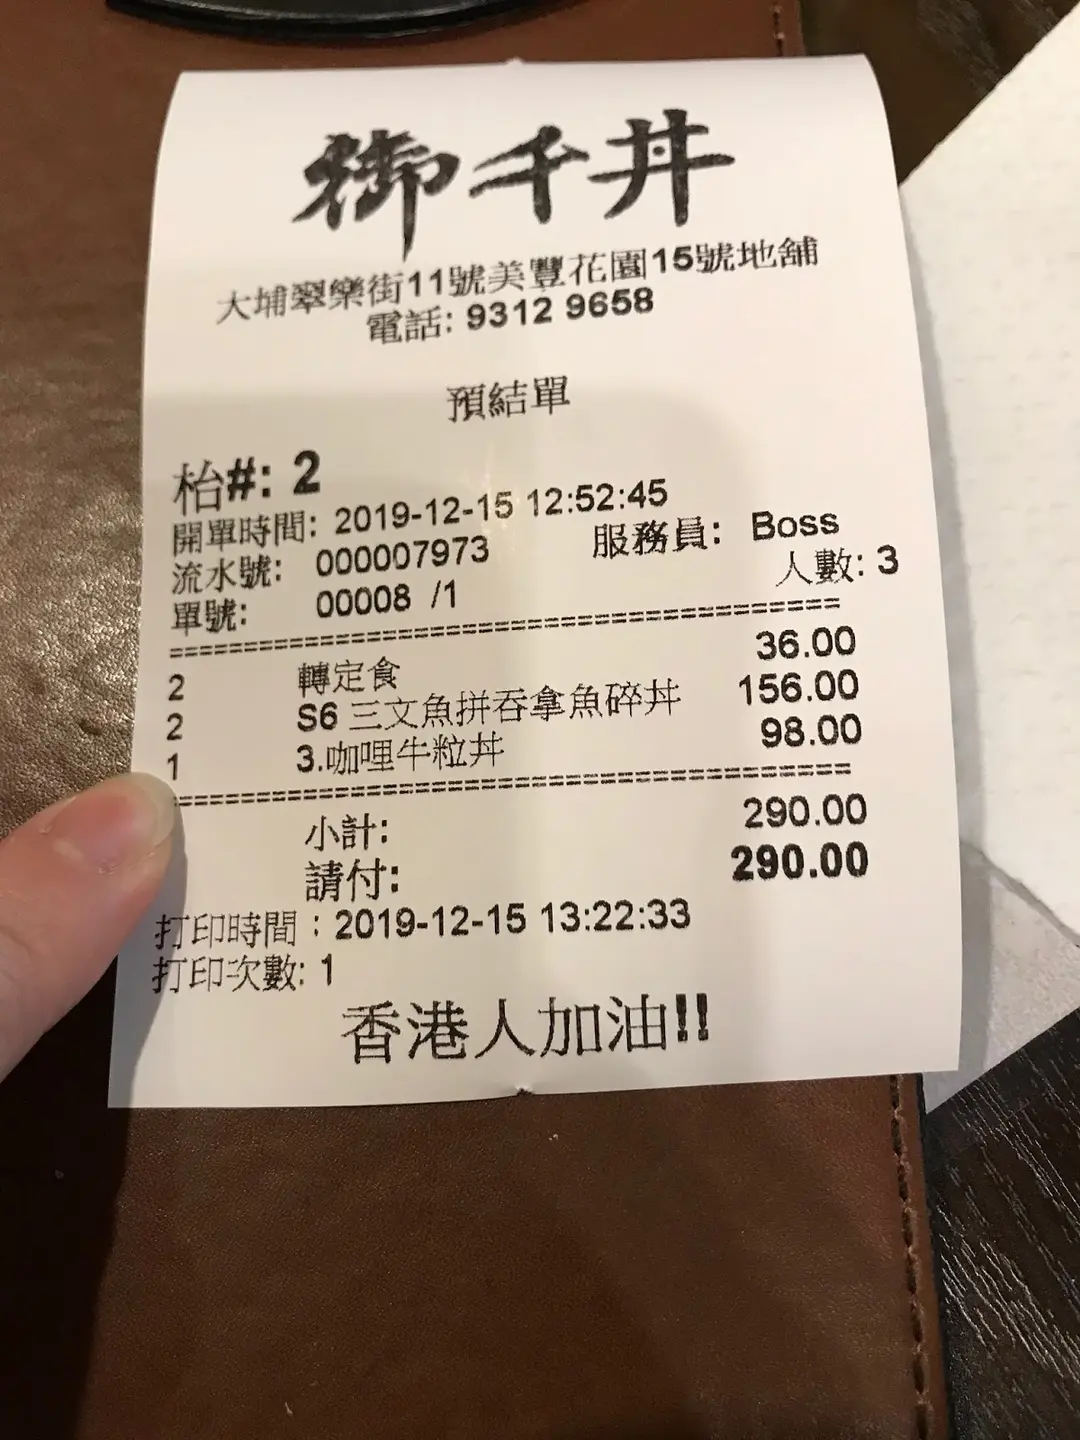 御千丼
大埔翠樂街11號美豐花園15號地舖
電話: 9312 9658
預結單
枱#: 2
開單時間: 2019-12-15 12:52:45
流水號: 000007973 服務員: Boss
單號: 00008 /1 人數: 3
2 轉定食 36.00
2 S6 三文魚拼吞拿魚碎丼 156.00
1 3.咖哩牛粒丼 98.00
小計: 290.00
請付: 290.00
打印時間：2019-12-15 13:22:33
打印次數: 1
香港人加油!!